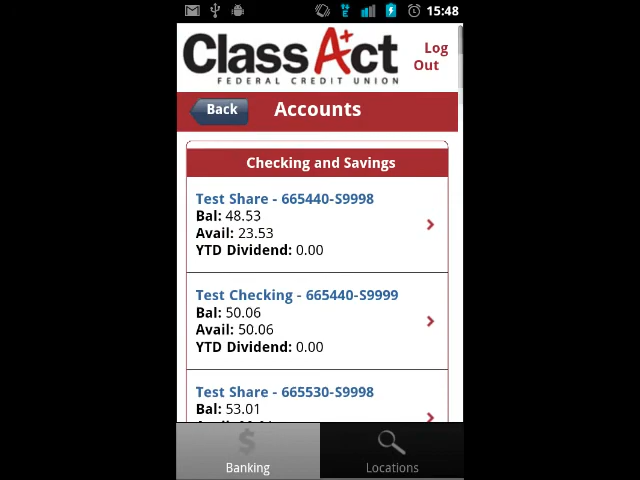 15:48
ClassAct
FEDERAL CREDIT UNION
Log
Out
Back
Accounts
Checking and Savings
Test Share - 665440-S9998
Bal: 48.53
Avail: 23.53
YTD Dividend: 0.00
Test Checking - 665440-S9999
Bal: 50.06
Avail: 50.06
YTD Dividend: 0.00
Test Share - 665530-S9998
Bal: 53.01
$
Banking
Locations